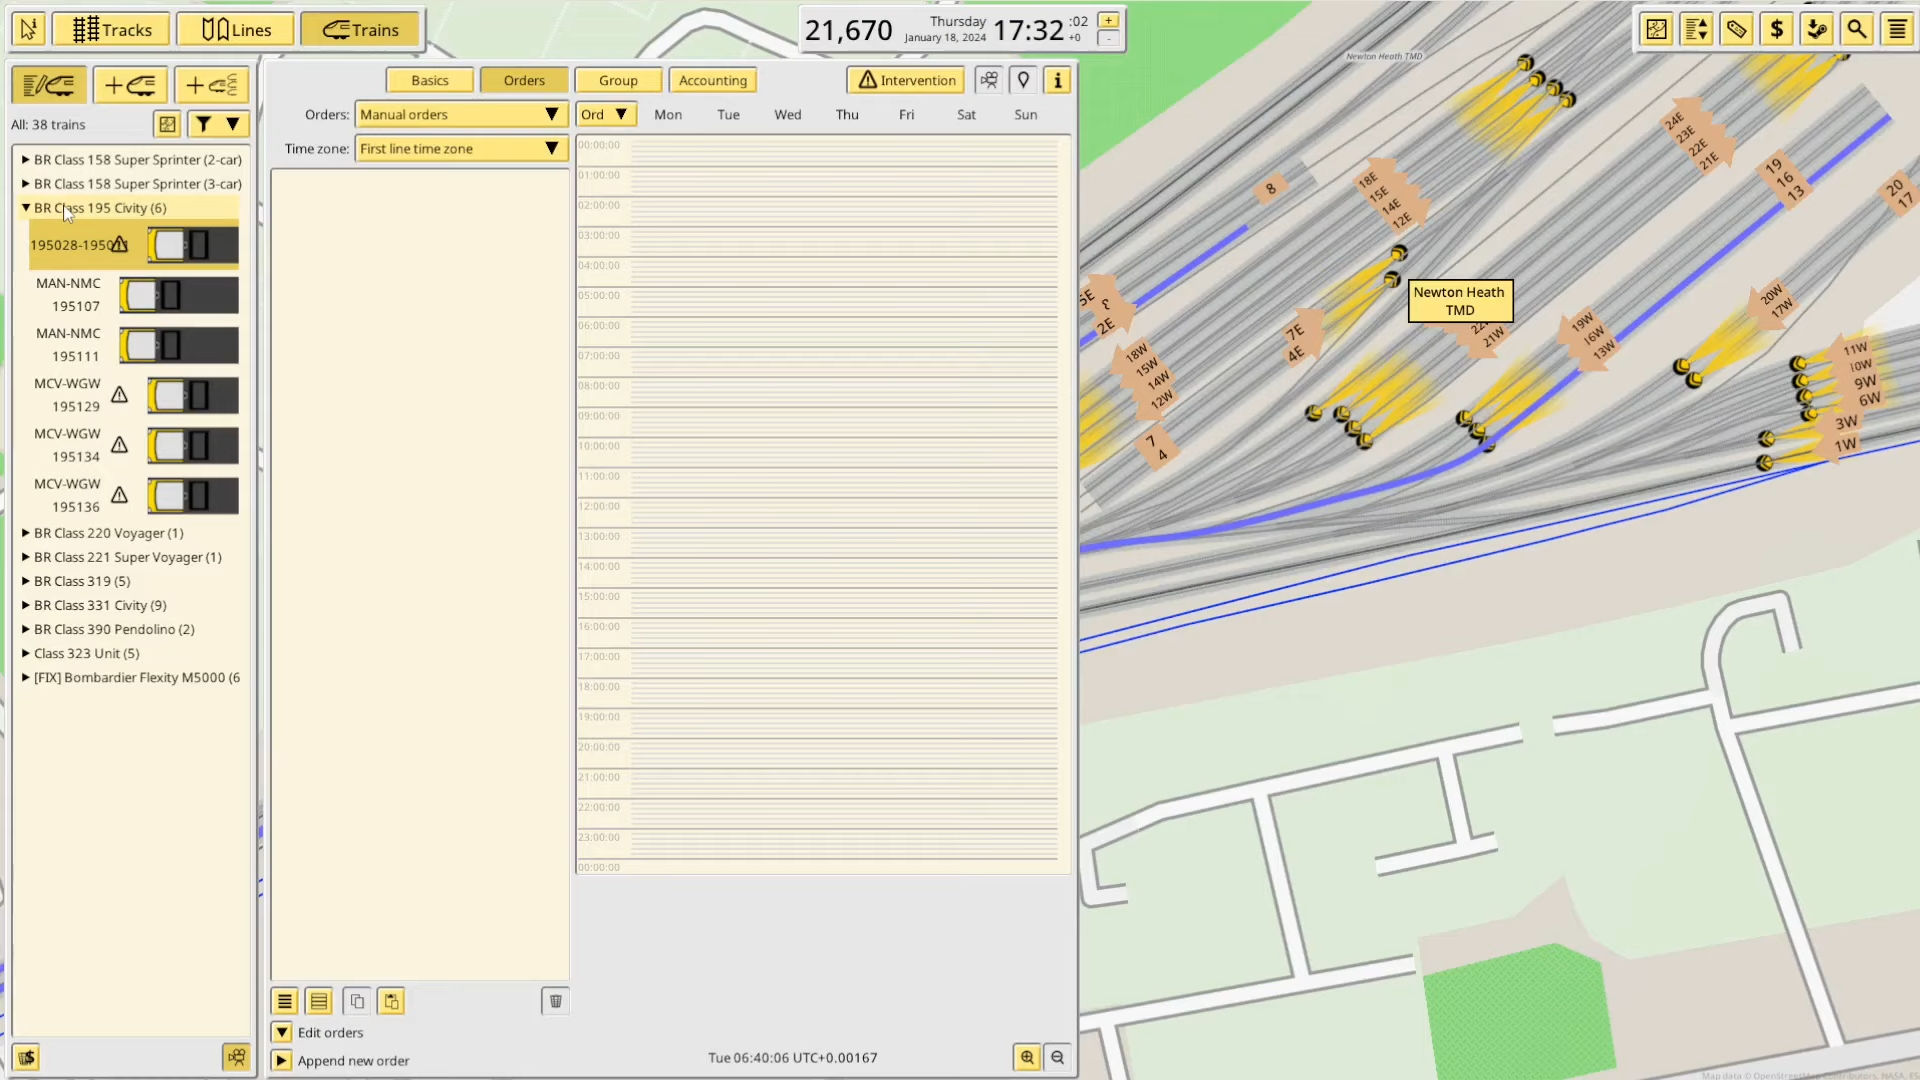 Tracks
Lines
Trains
21,670
Thursday
January 18, 2024
17:32
:02
+0
+
-
$
All: 38 trains
BR Class 158 Super Sprinter (2-car)
BR Class 158 Super Sprinter (3-car)
BR Class 195 Civity (6)
MAN-NMC
195107
MAN-NMC
195111
MCV-WGW
195129
MCV-WGW
195134
MCV-WGW
195136
BR Class 220 Voyager (1)
BR Class 221 Super Voyager (1)
BR Class 319 (5)
BR Class 331 Civity (9)
BR Class 390 Pendolino (2)
Class 323 Unit (5)
[FIX] Bombardier Flexity M5000 (6
Basics
Orders
Group
Accounting
Intervention
i
Orders:
Manual orders
Time zone:
First line time zone
Ord
Mon Tue Wed Thu Fri Sat Sun
00:00:00
01:00:00
02:00:00
03:00:00
04:00:00
05:00:00
06:00:00
07:00:00
08:00:00
09:00:00
10:00:00
11:00:00
12:00:00
13:00:00
14:00:00
15:00:00
16:00:00
17:00:00
18:00:00
19:00:00
20:00:00
21:00:00
22:00:00
23:00:00
00:00:00
Edit orders
Append new order
Tue 06:40:06 UTC+0.00167
Newton Heath TMD
8
18E
15E
14E
12E
24E
23E
22E
21E
19
16
13
20
17
2E
7E
4E
Newton Heath
TMD
21W
19W
16W
13W
20W
17W
18W
15W
14W
12W
7
4
11W
10W
9W
6W
3W
1W